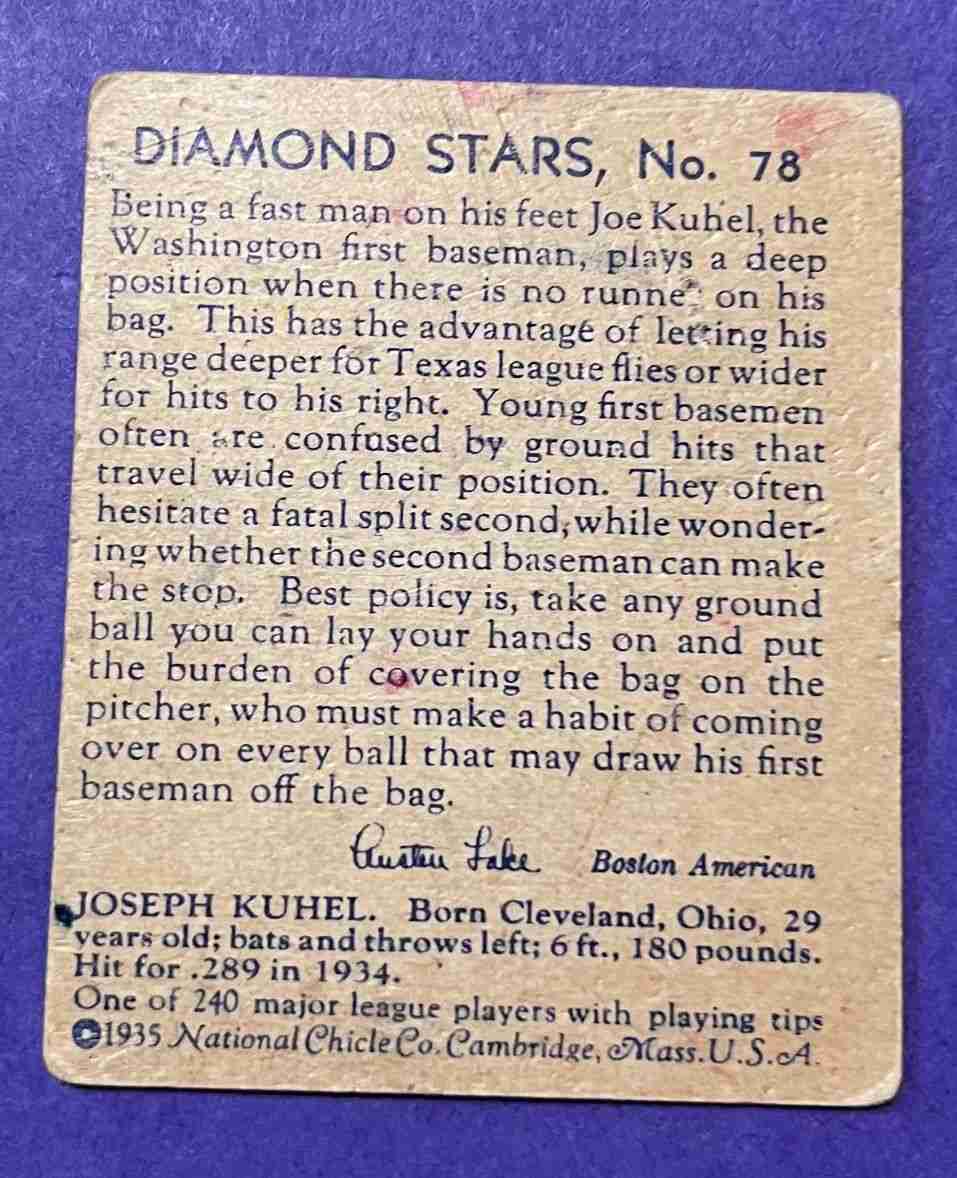 DIAMOND STARS, No. 78
Being a fast man on his feet Joe Kuhel, the
Washington first baseman, plays a deep
position when there is no runne on his
bag. This has the advantage of letting his
range deeper for Texas league flies or wider
for hits to his right. Young first basemen
often are confused by ground hits that
travel wide of their position. They often
hesitate a fatal split second, while wonder-
ing whether the second baseman can make
the stop. Best policy is, take any ground
ball you can lay your hands on and put
the burden of covering the bag on the
pitcher, who must make a habit of coming
over on every ball that may draw his first
baseman off the bag.
Austen Lake Boston American
JOSEPH KUHEL. Born Cleveland, Ohio, 29
years old; bats and throws left; 6 ft., 180 pounds.
Hit for .289 in 1934.
One of 240 major league players with playing tips
©1935 National Chicle Co. Cambridge, Mass. U.S.A.